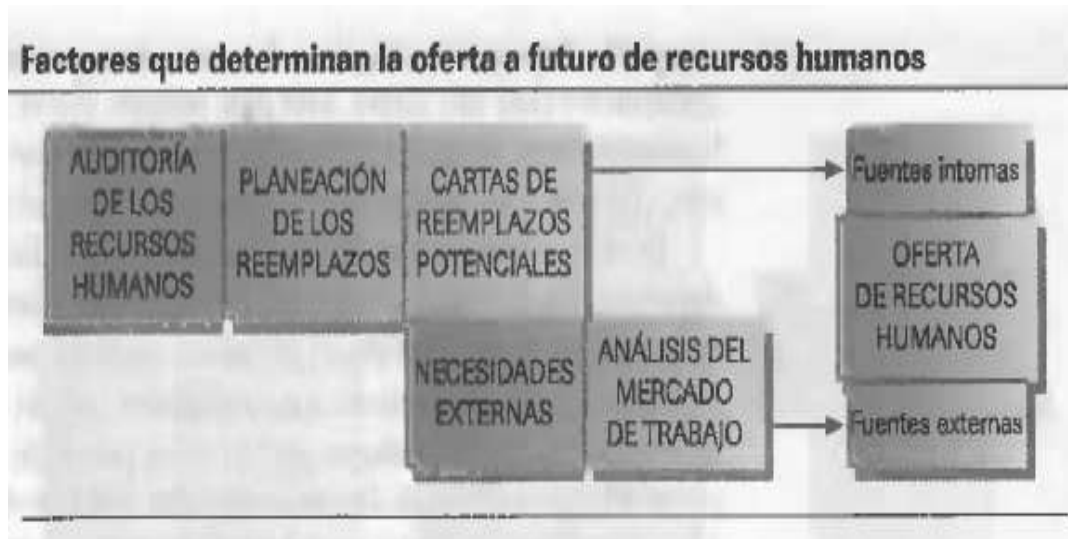 Factores que determinan la oferta a futuro de recursos humanos
AUDITORÍA
DE LOS
RECURSOS
HUMANOS
PLANEACIÓN
DE LOS
REEMPLAZOS
CARTAS DE
REEMPLAZOS
POTENCIALES
NECESIDADES
EXTERNAS
ANÁLISIS DEL
MERCADO
DE TRABAJO
Fuentes internas
OFERTA
DE RECURSOS
HUMANOS
Fuentes externas